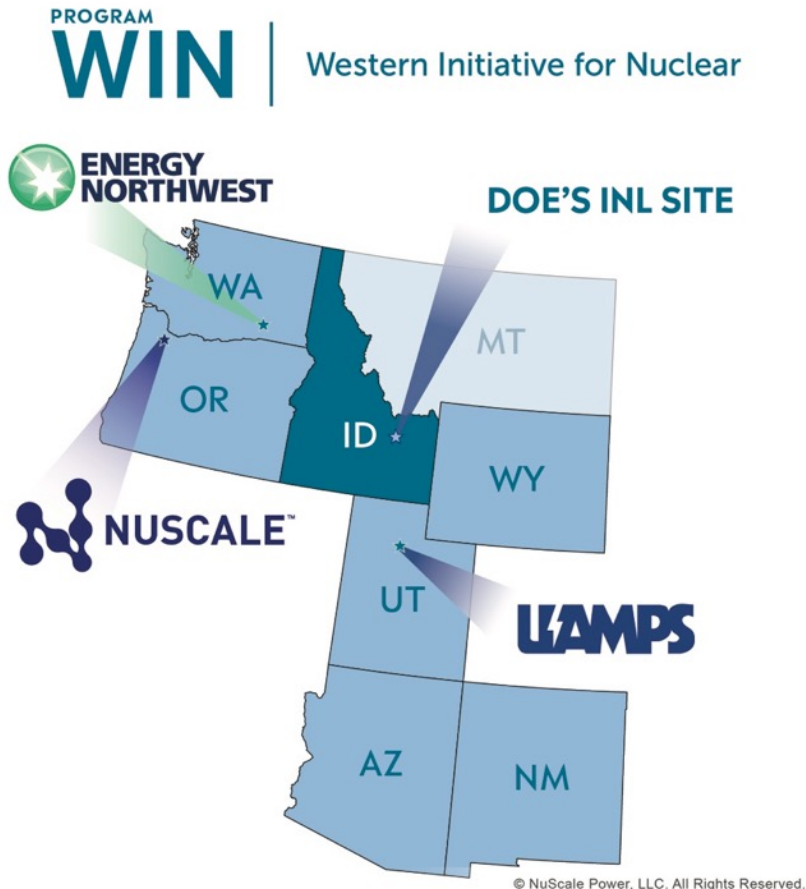 PROGRAM
WIN
Western Initiative for Nuclear
ENERGY
NORTHWEST
DOE'S INL SITE
WA
MT
OR
ID
WY
NUSCALE™
UT
UAMPS
AZ
NM
© NuScale Power, LLC. All Rights Reserved.